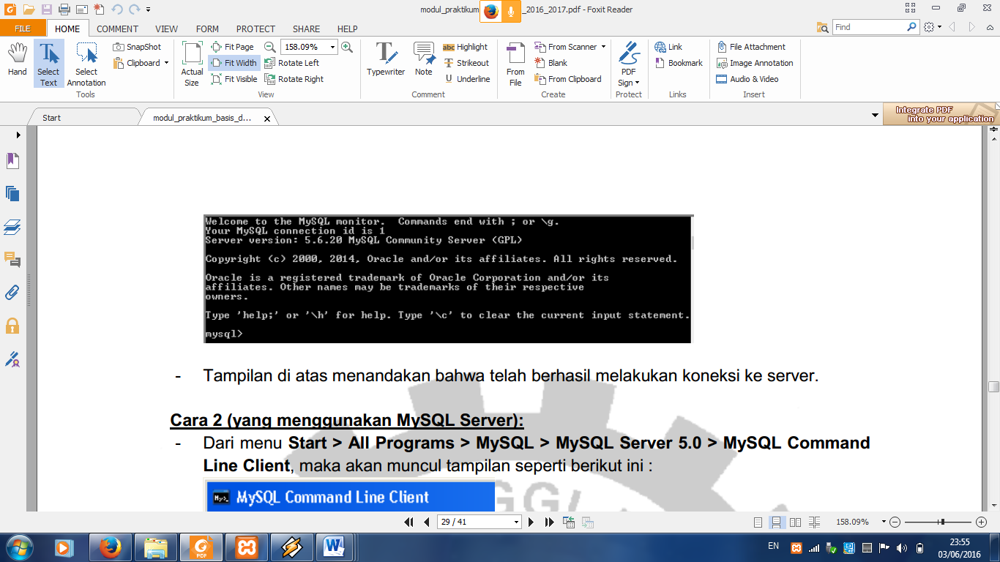 modul_praktikum _2016_2017.pdf - Foxit Reader
FILE HOME COMMENT VIEW FORM PROTECT SHARE HELP
Find
Hand
Select Text
Select Annotation
SnapShot
Clipboard
Tools
Actual Size
Fit Page
Fit Width
Fit Visible
158.09%
Rotate Left
Rotate Right
View
Typewriter
Note
Highlight
Strikeout
Underline
Comment
From File
From Scanner
Blank
From Clipboard
Create
PDF Sign
Protect
Link
Bookmark
Links
File Attachment
Image Annotation
Audio & Video
Insert
Start
modul_praktikum_basis_d...
Integrate PDF
into your application
Welcome to the MySQL monitor.  Commands end with ; or \g.
Your MySQL connection id is 1
Server version: 5.6.20 MySQL Community Server (GPL)
Copyright (c) 2000, 2014, Oracle and/or its affiliates. All rights reserved.
Oracle is a registered trademark of Oracle Corporation and/or its
affiliates. Other names may be trademarks of their respective
owners.
Type 'help;' or '\h' for help. Type '\c' to clear the current input statement.
mysql>
- Tampilan di atas menandakan bahwa telah berhasil melakukan koneksi ke server.
Cara 2 (yang menggunakan MySQL Server):
- Dari menu Start > All Programs > MySQL > MySQL Server 5.0 > MySQL Command
Line Client, maka akan muncul tampilan seperti berikut ini :
MySQL Command Line Client
29 / 41
158.09%
EN
23:55
03/06/2016